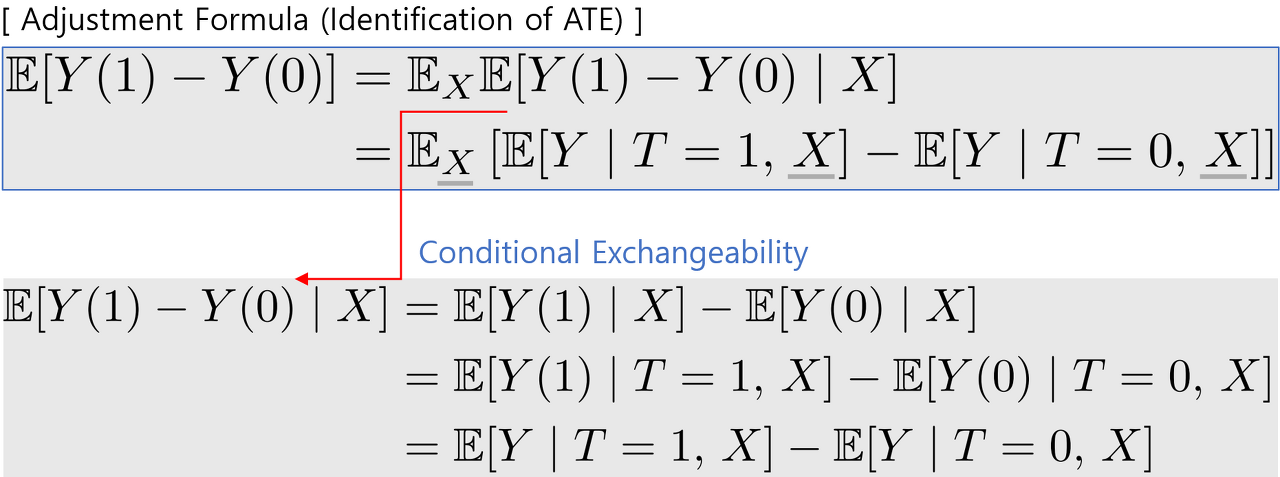 [ Adjustment Formula (Identification of ATE) ]
𝔼[Y(1) − Y(0)] = 𝔼_X𝔼[Y(1) − Y(0) | X]
= 𝔼_X [𝔼[Y | T = 1, X] − 𝔼[Y | T = 0, X]]
Conditional Exchangeability
𝔼[Y(1) − Y(0) | X] = 𝔼[Y(1) | X] − 𝔼[Y(0) | X]
= 𝔼[Y(1) | T = 1, X] − 𝔼[Y(0) | T = 0, X]
= 𝔼[Y | T = 1, X] − 𝔼[Y | T = 0, X]